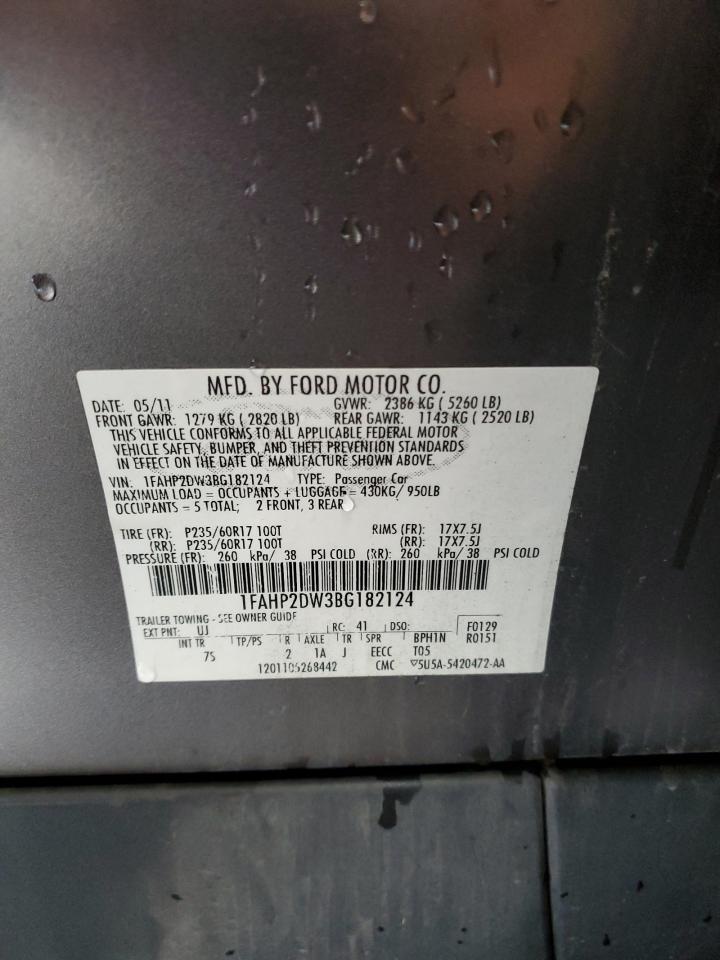 MFD. BY FORD MOTOR CO.
DATE: 05/11 GVWR: 2386 KG ( 5260 LB)
FRONT GAWR: 1279 KG ( 2820 LB) REAR GAWR: 1143 KG ( 2520 LB)
THIS VEHICLE CONFORMS TO ALL APPLICABLE FEDERAL MOTOR
VEHICLE SAFETY, BUMPER, AND THEFT PREVENTION STANDARDS
IN EFFECT ON THE DATE OF MANUFACTURE SHOWN ABOVE.
VIN: 1FAHP2DW3BG182124 TYPE: Passenger Car
MAXIMUM LOAD = OCCUPANTS + LUGGAGE = 430KG/ 950LB
OCCUPANTS = 5 TOTAL; 2 FRONT, 3 REAR
TIRE (FR): P235/60R17 100T RIMS (FR): 17X7.5J
(RR): P235/60R17 100T (RR): 17X7.5J
PRESSURE (FR): 260 kPa/ 38 PSI COLD (RR): 260 kPa/ 38 PSI COLD
1FAHP2DW3BG182124
TRAILER TOWING - SEE OWNER GUIDE
EXT PNT: UJ RC: 41 DSO: F0129
INT TR TP/PS R AXLE TR SPR BPH1N R0151
75 2 1A J EECC T05
1201105268442 CMC ▽5U5A-5420472-AA